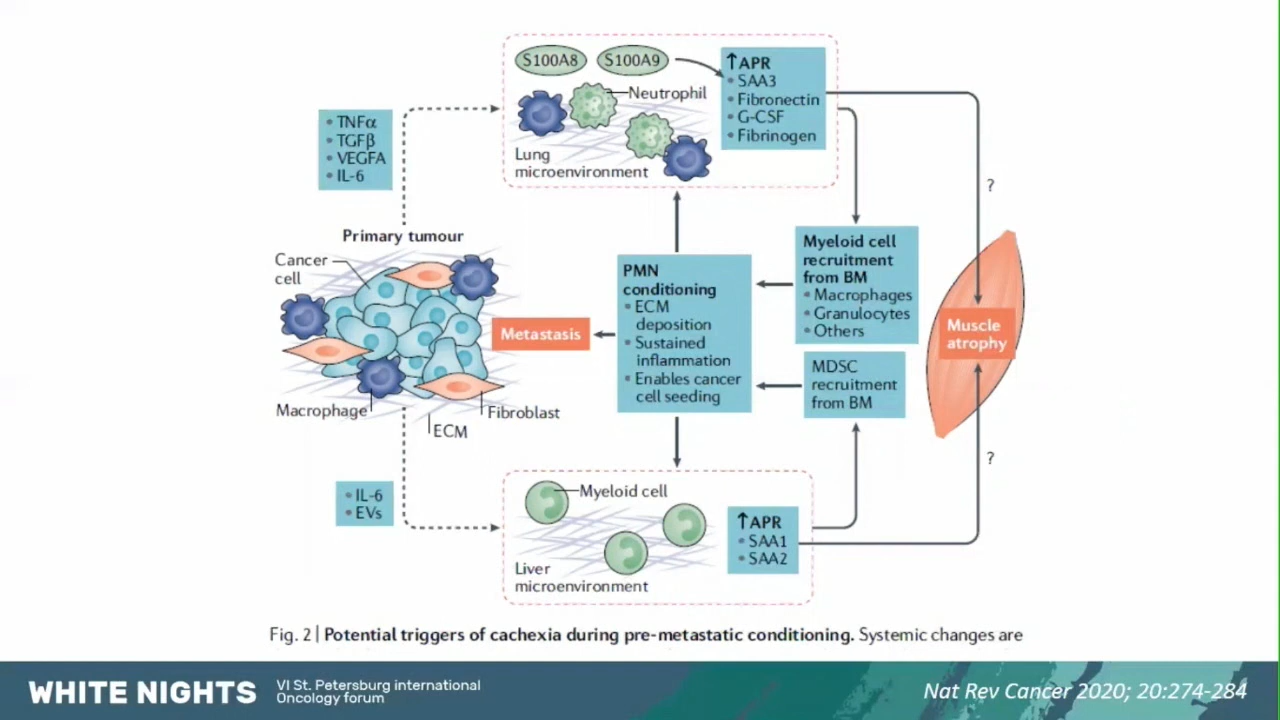 S100A8
S100A9
↑APR
• SAA3
• Fibronectin
• G-CSF
• Fibrinogen
Neutrophil
Lung
microenvironment
• TNFα
• TGFβ
• VEGFA
• IL-6
?
Primary tumour
Cancer
cell
Macrophage
Fibroblast
ECM
Metastasis
PMN
conditioning
• ECM
deposition
• Sustained
inflammation
• Enables cancer
cell seeding
Myeloid cell
recruitment
from BM
• Macrophages
• Granulocytes
• Others
MDSC
recruitment
from BM
Muscle
atrophy
?
• IL-6
• EVs
Myeloid cell
Liver
microenvironment
↑APR
• SAA1
• SAA2
Fig. 2 | Potential triggers of cachexia during pre-metastatic conditioning. Systemic changes are
WHITE NIGHTS
VI St. Petersburg international
Oncology forum
Nat Rev Cancer 2020; 20:274-284